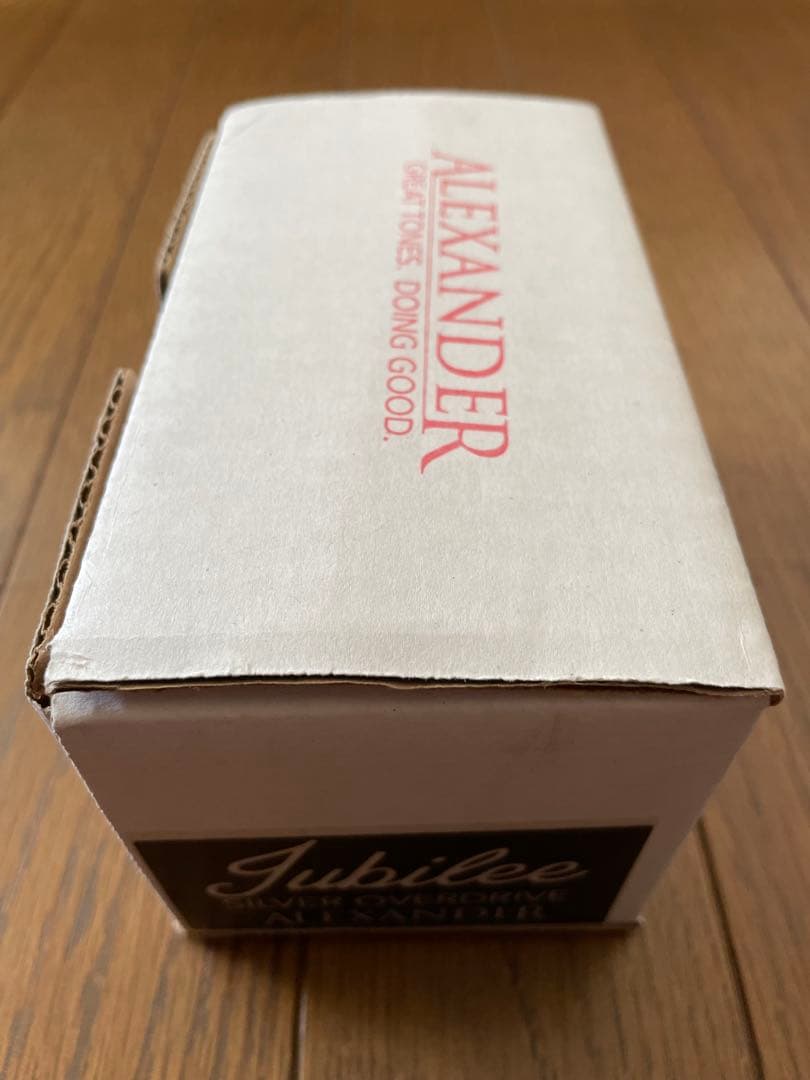 ALEXANDER
GREAT TONES. DOING GOOD.
Jubilee
SILVER OVERDRIVE
ALEXANDER